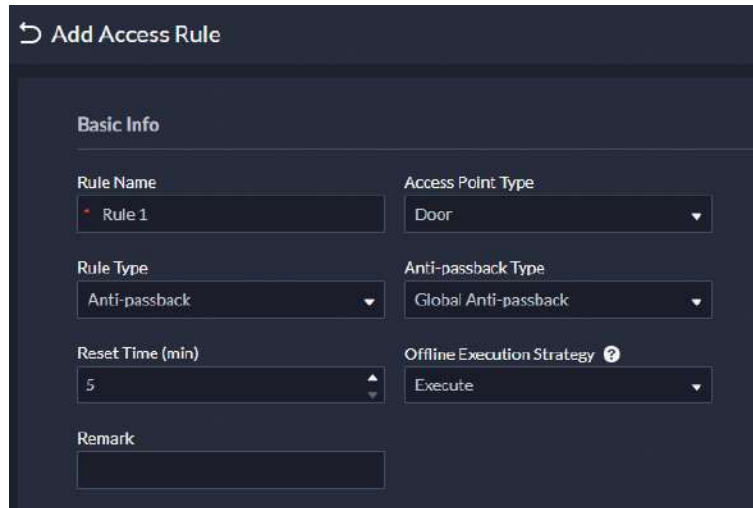 Add Access Rule
Basic Info
Rule Name
Access Point Type
* Rule 1
Door
Rule Type
Anti-passback Type
Anti-passback
Global Anti-passback
Reset Time (min)
Offline Execution Strategy ?
5
Execute
Remark